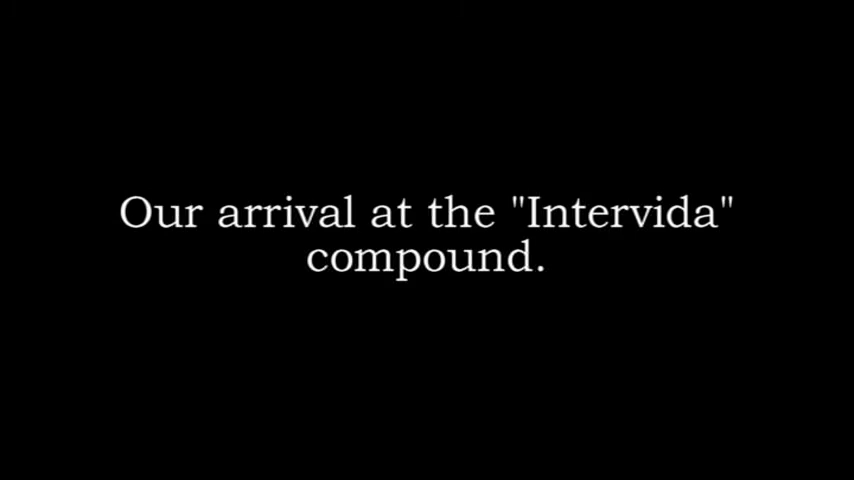 Our arrival at the "Intervida"
compound.